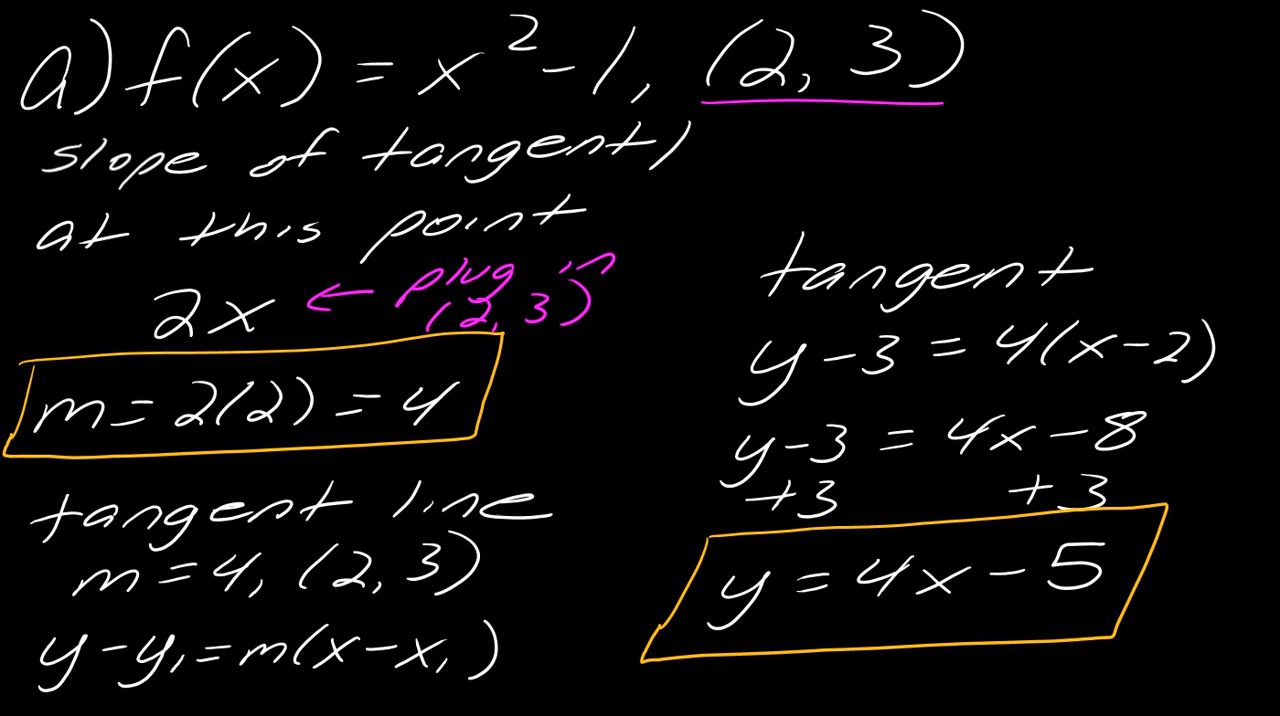 a) f(x) = x² - 1, (2, 3)
slope of tangent)
at this point
2x ← plug in
(2, 3)
m = 2(2) = 4
tangent line
m = 4, (2, 3)
y - y₁ = m(x - x₁)
tangent
y - 3 = 4(x - 2)
y - 3 = 4x - 8
+3 +3
y = 4x - 5